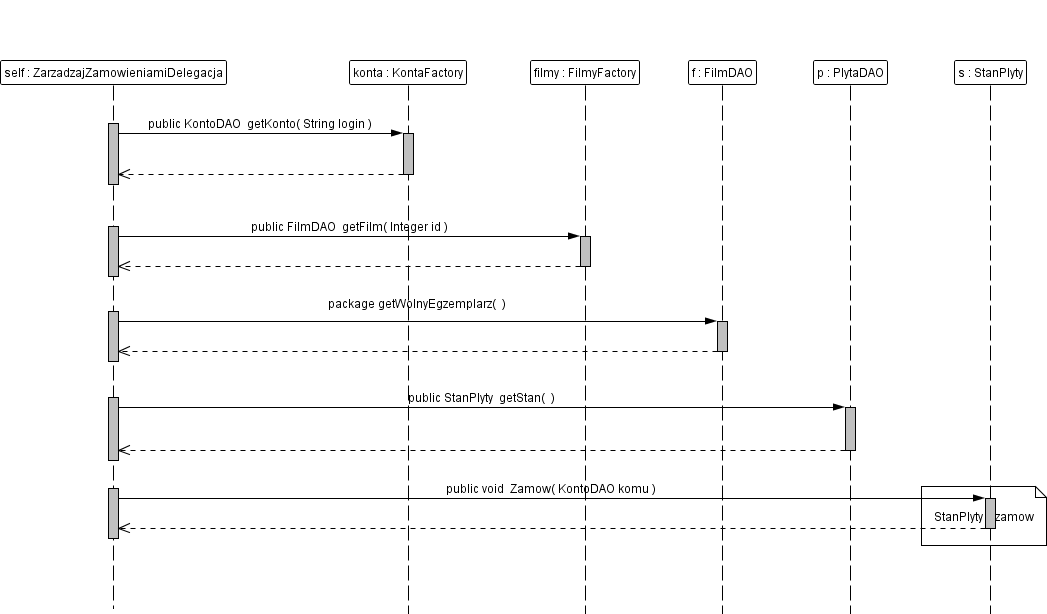 self : ZarzadzajZamowieniamiDelegacja konta : KontaFactory filmy : FilmyFactory f : FilmDAO p : PlytaDAO s : StanPlyty
public KontoDAO getKonto( String login )
public FilmDAO getFilm( Integer id )
package getWolnyEgzemplarz( )
public StanPlyty getStan( )
public void Zamow( KontoDAO komu )
StanPlyty zamow